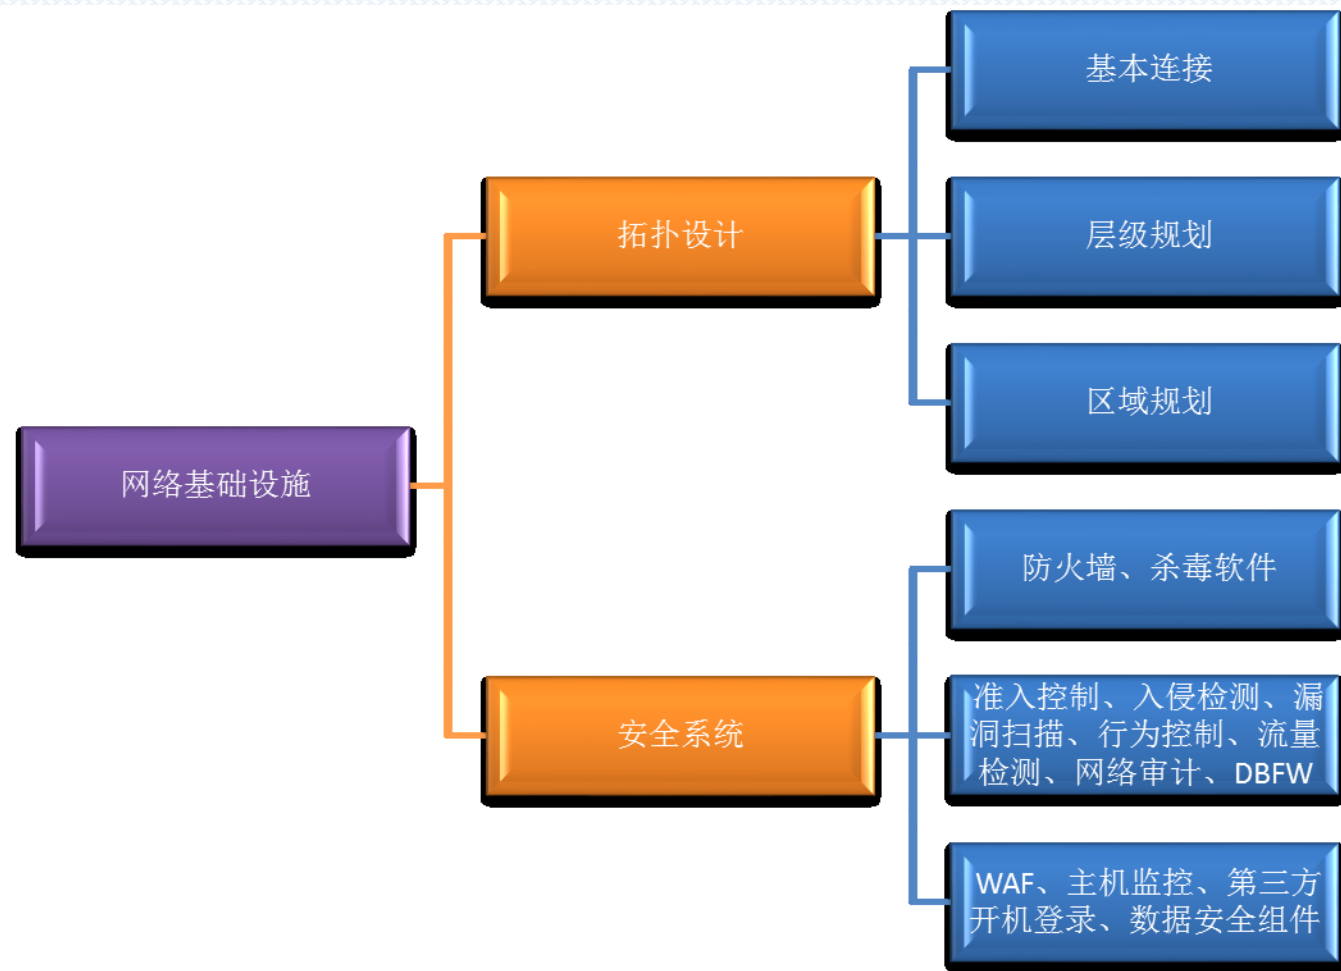 基本连接
拓扑设计
层级规划
区域规划
网络基础设施
防火墙、杀毒软件
安全系统
准入控制、入侵检测、漏
洞扫描、行为控制、流量
检测、网络审计、DBFW
WAF、主机监控、第三方
开机登录、数据安全组件